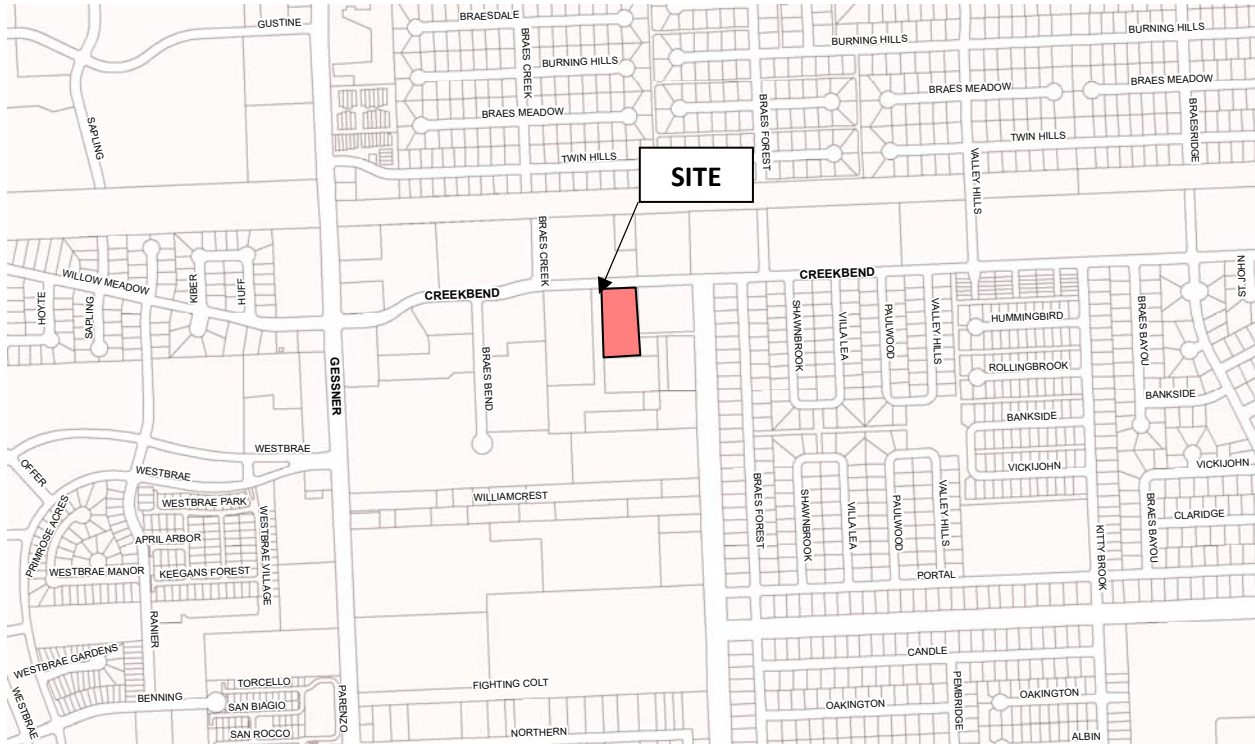 GUSTINE
BRAESDALE
BRAES CREEK
BURNING HILLS
BURNING HILLS
BURNING HILLS
BRAES MEADOW
BRAES MEADOW
BRAES MEADOW
BRAES FOREST
BRAESRIDGE
SAPLING
TWIN HILLS
TWIN HILLS
VALLEY HILLS
SITE
BRAES CREEK
WILLOW MEADOW
KIBER
HUFF
HOYTE
SAPLING
CREEKBEND
CREEKBEND
ST JOHN
GESSNER
BRAES BEND
SHAWNBROOK
VILLA LEA
PAULWOOD
VALLEY HILLS
HUMMINGBIRD
ROLLINGBROOK
BRAES BAYOU
BANKSIDE
BANKSIDE
WESTBRAE
OFFER
WESTBRAE
VICKIJOHN
VICKIJOHN
WILLIAMCREST
WESTBRAE PARK
PRIMROSE ACRES
APRIL ARBOR
WESTBRAE VILLAGE
BRAES FOREST
SHAWNBROOK
VILLA LEA
PAULWOOD
VALLEY HILLS
BRAES BAYOU
CLARIDGE
KITTY BROOK
WESTBRAE MANOR
KEEGANS FOREST
PORTAL
RANIER
WESTBRAE GARDENS
CANDLE
WESTBRAE
BENNING
TORCELLO
SAN BIAGIO
SAN ROCCO
PARENZO
FIGHTING COLT
NORTHERN
PEMBRIDGE
OAKINGTON
OAKINGTON
ALBIN